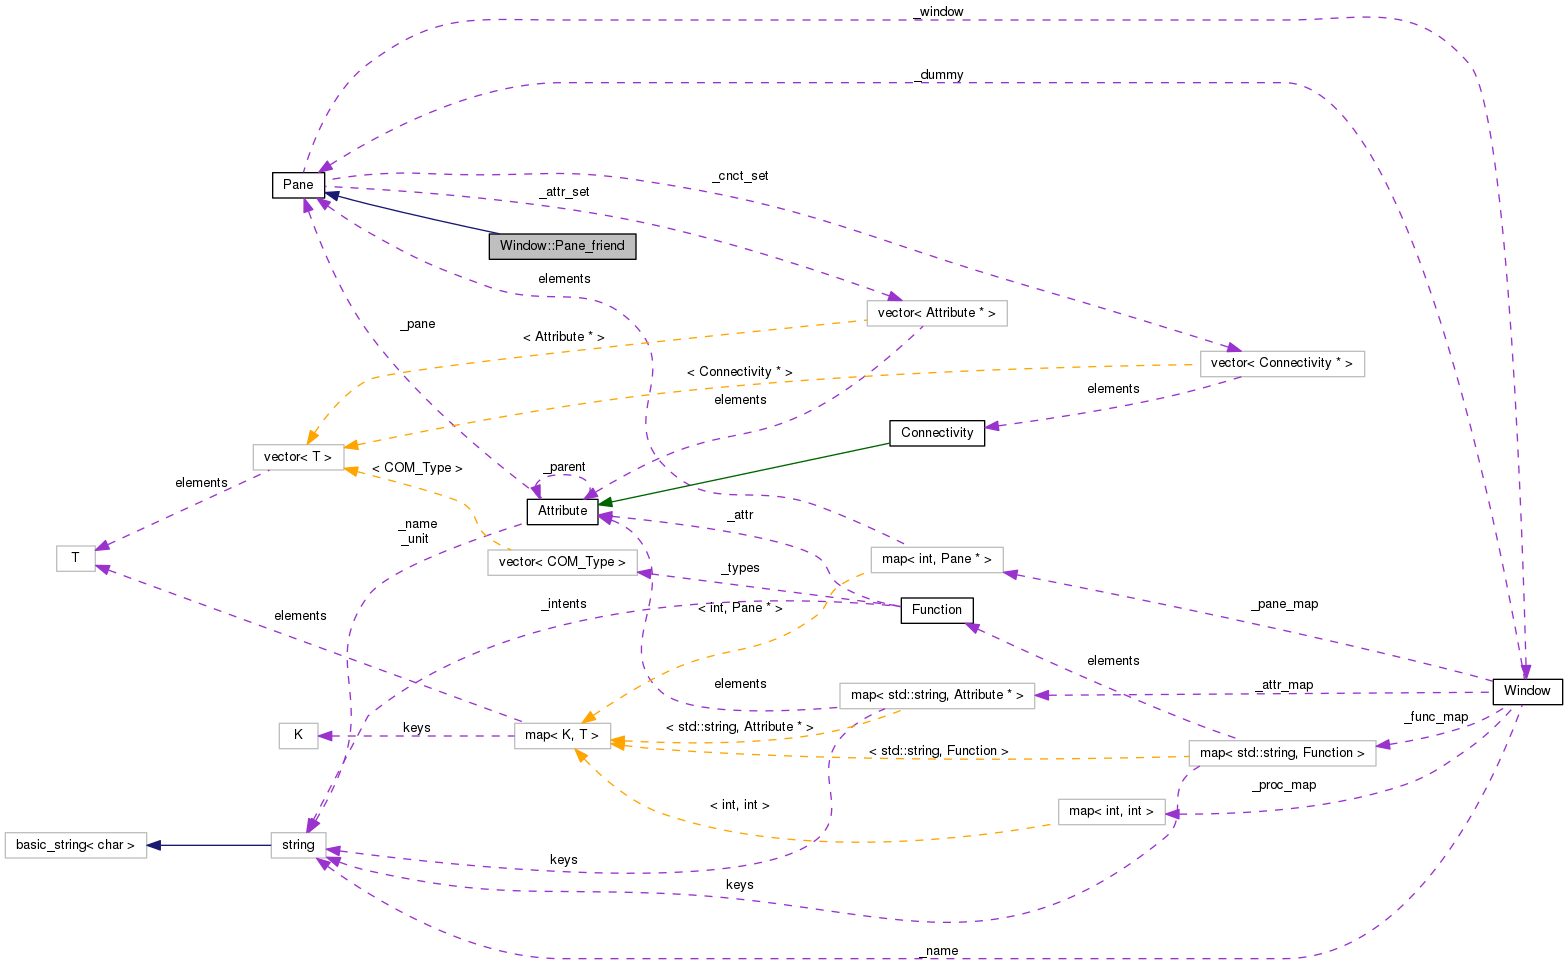 _window
_dummy
_cnct_set
Pane
_attr_set
Window::Pane_friend
elements
vector< Attribute * >
_pane
< Attribute * >
vector< Connectivity * >
< Connectivity * >
elements
elements
Connectivity
vector< T >
< COM_Type >
_parent
elements
Attribute
_attr
_name
_unit
T
vector< COM_Type >
map< int, Pane * >
_types
_intents
< int, Pane * >
Function
_pane_map
elements
elements
elements
_attr_map
Window
map< std::string, Attribute * >
_func_map
K
keys
map< K, T >
< std::string, Attribute * >
< std::string, Function >
map< std::string, Function >
_proc_map
< int, int >
map< int, int >
basic_string< char >
string
keys
keys
_name